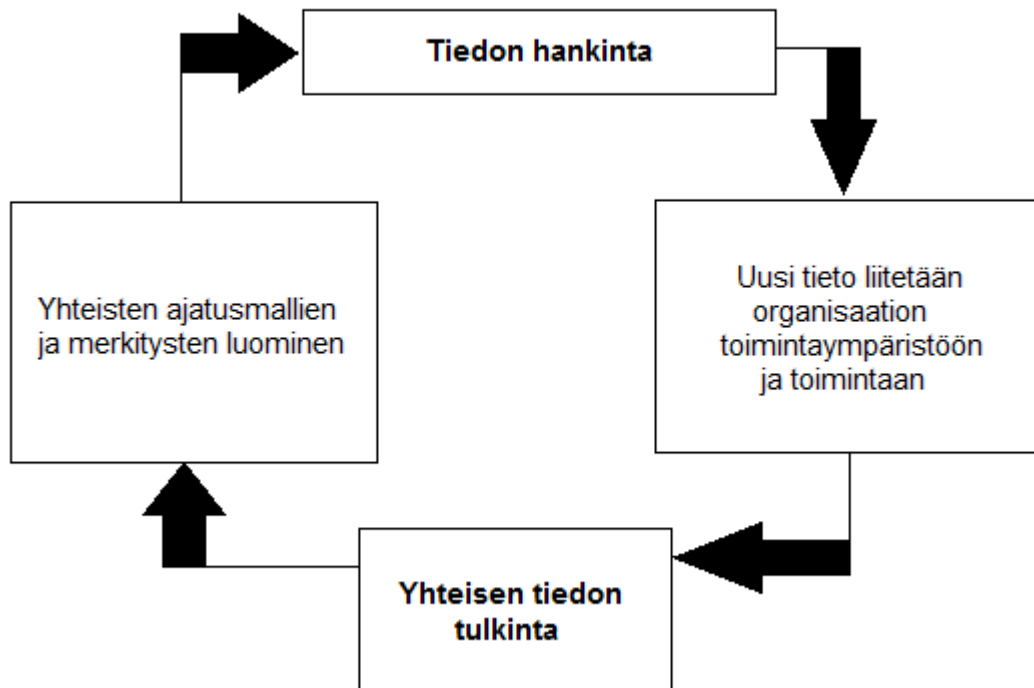 Tiedon hankinta
Uusi tieto liitetään
organisaation
toimintaympäristöön
ja toimintaan
Yhteisen tiedon
tulkinta
Yhteisten ajatusmallien
ja merkitysten luominen